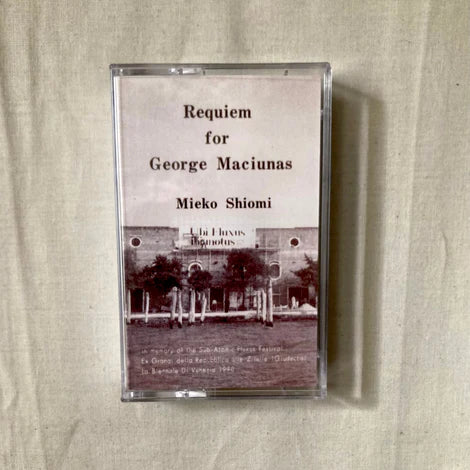 Requiem
for
George Maciunas
Mieko Shiomi
Ubi Fluxus
ibi motus
in memory of the Sub-Atomic Fluxus Festival
Ex Granai della Repubblica alle Zitelle (Giudecca)
La Biennale Di Venezia 1990